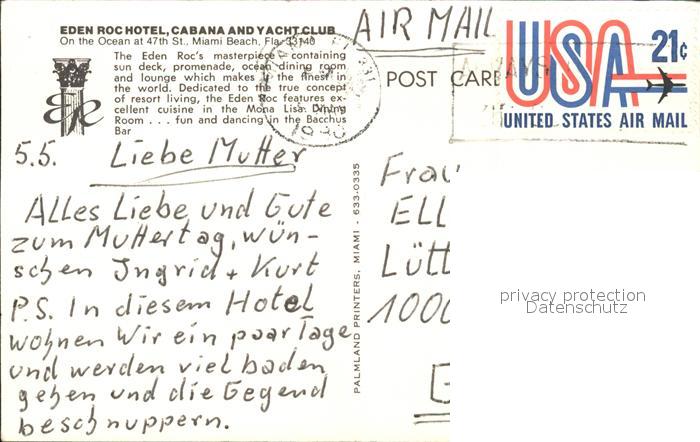 EDEN ROC HOTEL, CABANA AND YACHT CLUB
On the Ocean at 47th St., Miami Beach, Fla. 33140
The Eden Roc's masterpiece containing
sun deck, promenade, ocean dining room
and lounge which makes it the finest in
the world. Dedicated to the true concept
of resort living, the Eden Roc features ex-
cellent cuisine in the Mona Lisa Dining
Room . . . fun and dancing in the Bacchus
Bar
AIR MAIL
POST CARD
USA 21¢
UNITED STATES AIR MAIL
5.5. Liebe Mutter
Alles Liebe und Gute
zum Muttertag, wün-
schen Ingrid + Kurt
P.S. In diesem Hotel
wohnen Wir ein paar Tage
und werden viel baden
gehen und die Gegend
beschnuppern.
PALMLAND PRINTERS, MIAMI - 633-0335
Frau
ELL
Lütt
1000
privacy protection
Datenschutz